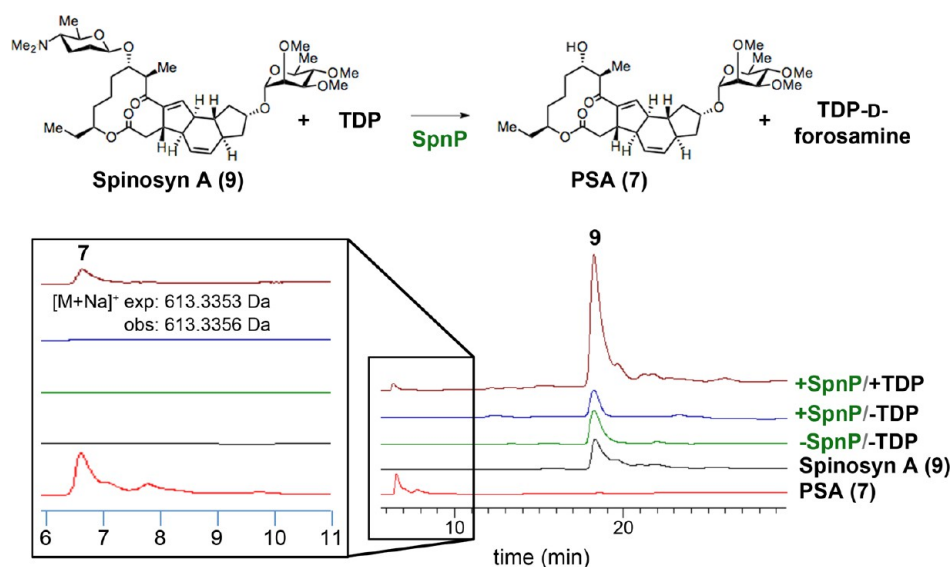 Me
Me2N
O
O
HO
Me
O
Me
OMe
O
OMe
OMe
O
H
H
O
O
O
Me
H
H
Spinosyn A (9)
+
TDP
SpnP
Me
O
Me
OMe
O
OMe
OMe
O
H
H
O
O
O
Me
H
H
PSA (7)
+
TDP-D-
forosamine
7
[M+Na]+ exp: 613.3353 Da
obs: 613.3356 Da
6 7 8 9 10 11
9
+SpnP/+TDP
+SpnP/-TDP
-SpnP/-TDP
Spinosyn A (9)
PSA (7)
10 20
time (min)